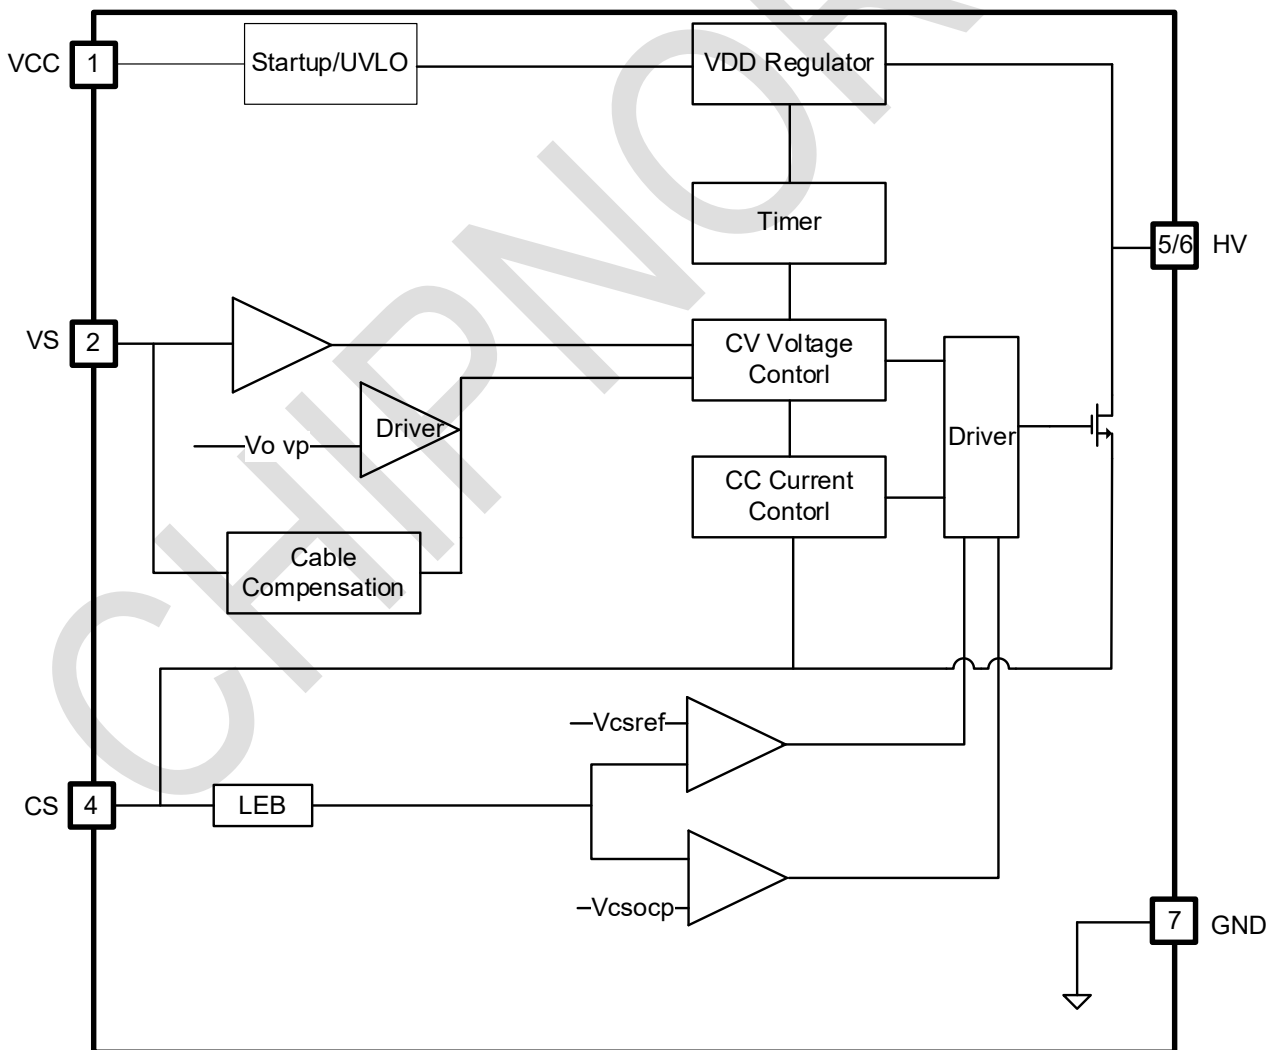 VCC
1
Startup/UVLO
VDD Regulator
Timer
5/6
HV
VS
2
CV Voltage
Contorl
Driver
Vo vp
Driver
CC Current
Contorl
Cable
Compensation
Vcsref
CS
4
LEB
Vcsocp
7
GND